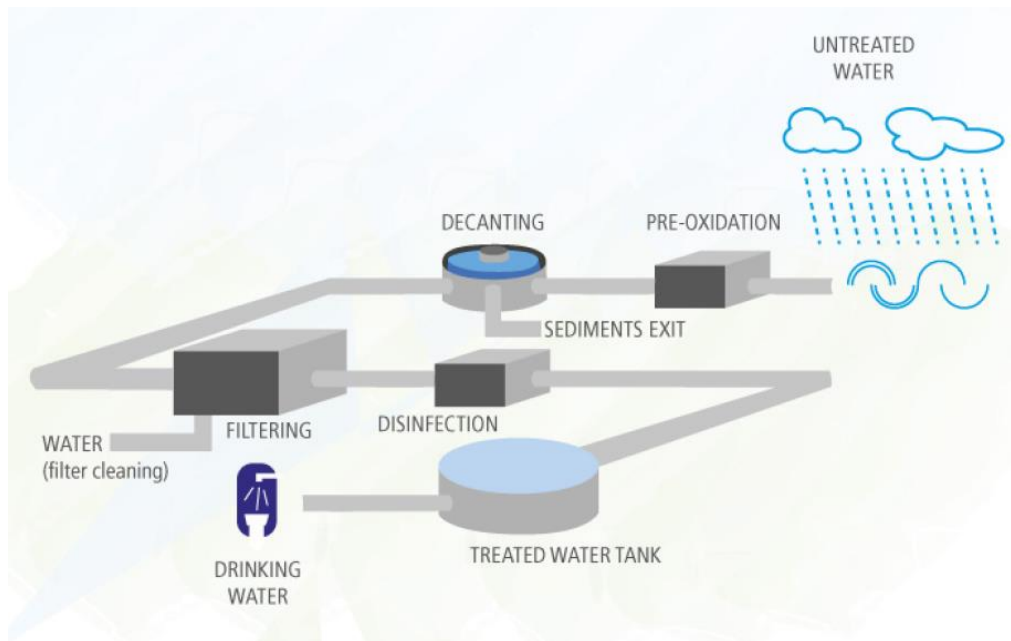 UNTREATED
WATER
DECANTING
PRE-OXIDATION
SEDIMENTS EXIT
FILTERING
DISINFECTION
WATER
(filter cleaning)
TREATED WATER TANK
DRINKING
WATER